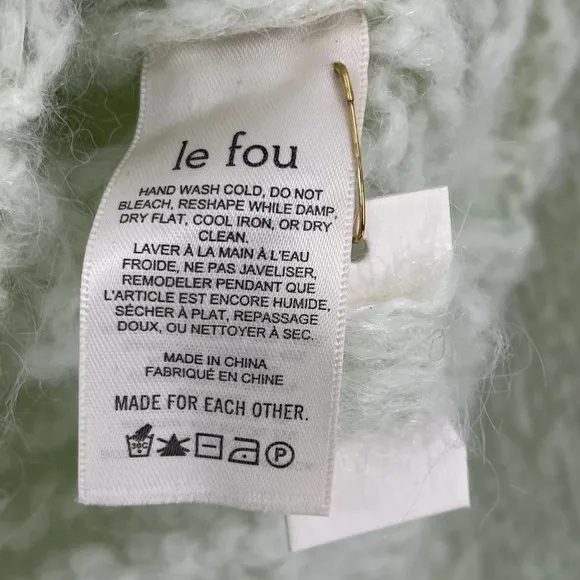 le fou
HAND WASH COLD, DO NOT
BLEACH, RESHAPE WHILE DAMP,
DRY FLAT, COOL IRON, OR DRY
CLEAN.
LAVER À LA MAIN À L'EAU
FROIDE, NE PAS JAVELISER,
REMODELER PENDANT QUE
L'ARTICLE EST ENCORE HUMIDE,
SÉCHER À PLAT, REPASSAGE
DOUX, OU NETTOYER À SEC.
MADE IN CHINA
FABRIQUÉ EN CHINE
MADE FOR EACH OTHER.
30C P